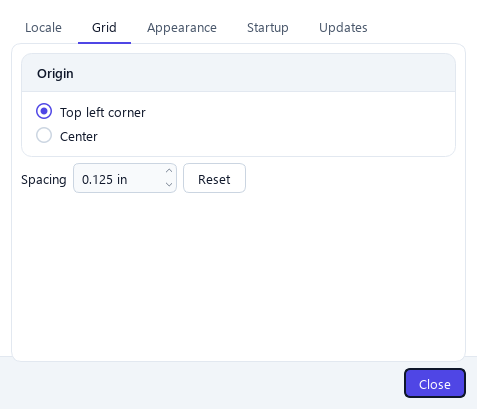 Locale Grid Appearance Startup Updates
Origin
Top left corner
Center
Spacing 0.125 in Reset
Close